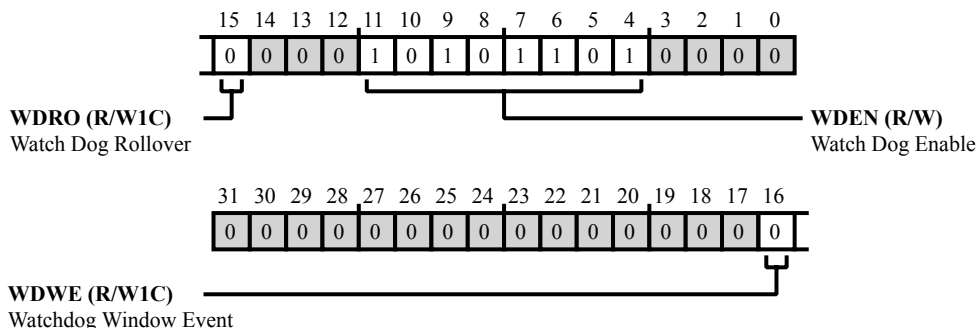 15 14 13 12 11 10 9 8 7 6 5 4 3 2 1 0
0 0 0 0 1 0 1 0 1 1 0 1 0 0 0 0
WDRO (R/W1C)
Watch Dog Rollover
WDEN (R/W)
Watch Dog Enable
31 30 29 28 27 26 25 24 23 22 21 20 19 18 17 16
0 0 0 0 0 0 0 0 0 0 0 0 0 0 0 0
WDWE (R/W1C)
Watchdog Window Event